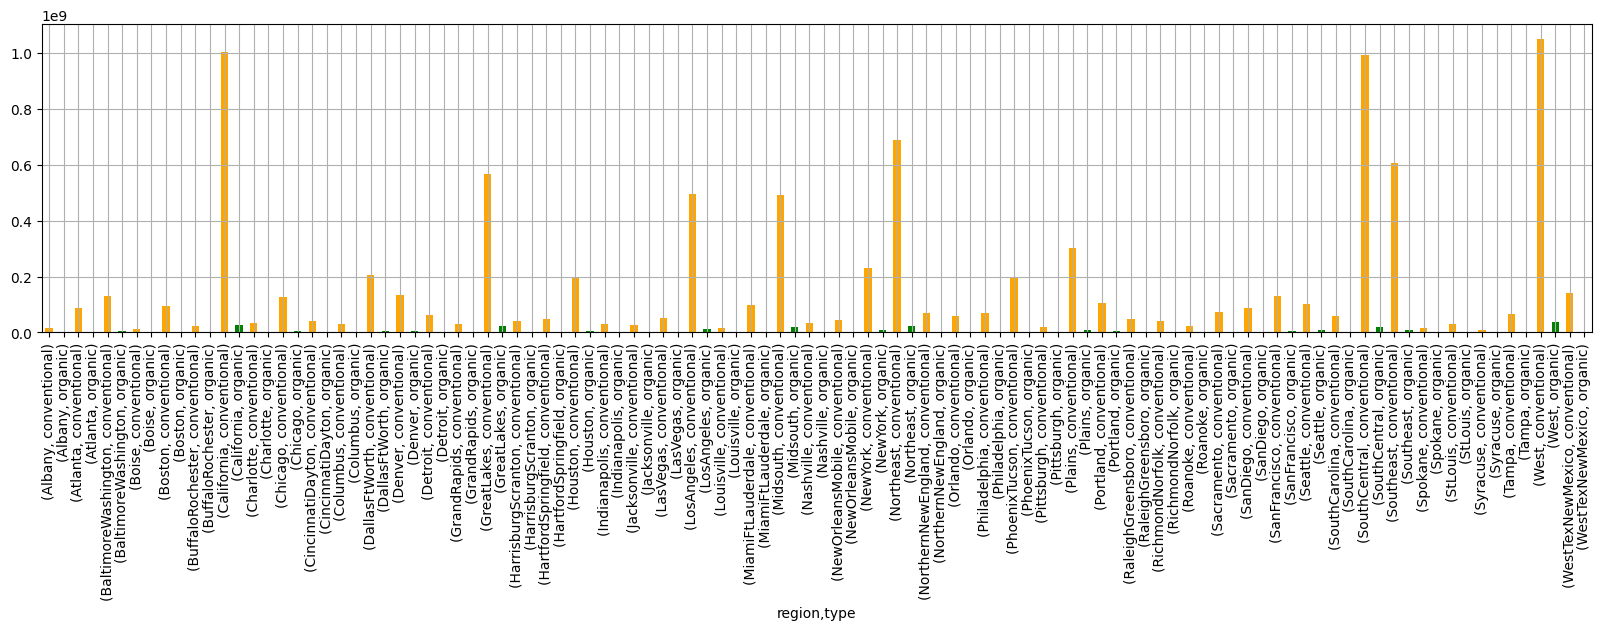 1e9
1.0
0.8
0.6
0.4
0.2
0.0
(Albany, conventional)
(Albany, organic)
(Atlanta, conventional)
(Atlanta, organic)
(BaltimoreWashington, conventional)
(BaltimoreWashington, organic)
(Boise, conventional)
(Boise, organic)
(Boston, conventional)
(Boston, organic)
(BuffaloRochester, conventional)
(BuffaloRochester, organic)
(California, conventional)
(California, organic)
(Charlotte, conventional)
(Charlotte, organic)
(Chicago, conventional)
(Chicago, organic)
(CincinnatiDayton, conventional)
(CincinnatiDayton, organic)
(Columbus, conventional)
(Columbus, organic)
(DallasFtWorth, conventional)
(DallasFtWorth, organic)
(Denver, conventional)
(Denver, organic)
(Detroit, conventional)
(Detroit, organic)
(GrandRapids, conventional)
(GrandRapids, organic)
(GreatLakes, conventional)
(GreatLakes, organic)
(HarrisburgScranton, conventional)
(HarrisburgScranton, organic)
(HartfordSpringfield, conventional)
(HartfordSpringfield, organic)
(Houston, conventional)
(Houston, organic)
(Indianapolis, conventional)
(Indianapolis, organic)
(Jacksonville, conventional)
(Jacksonville, organic)
(LasVegas, conventional)
(LasVegas, organic)
(LosAngeles, conventional)
(LosAngeles, organic)
(Louisville, conventional)
(Louisville, organic)
(MiamiFtLauderdale, conventional)
(MiamiFtLauderdale, organic)
(Midsouth, conventional)
(Midsouth, organic)
(Nashville, conventional)
(Nashville, organic)
(NewOrleansMobile, conventional)
(NewOrleansMobile, organic)
(NewYork, conventional)
(NewYork, organic)
(Northeast, conventional)
(Northeast, organic)
(NorthernNewEngland, conventional)
(NorthernNewEngland, organic)
(Orlando, conventional)
(Orlando, organic)
(Philadelphia, conventional)
(Philadelphia, organic)
(PhoenixTucson, conventional)
(PhoenixTucson, organic)
(Pittsburgh, conventional)
(Pittsburgh, organic)
(Plains, conventional)
(Plains, organic)
(Portland, conventional)
(Portland, organic)
(RaleighGreensboro, conventional)
(RaleighGreensboro, organic)
(RichmondNorfolk, conventional)
(RichmondNorfolk, organic)
(Roanoke, conventional)
(Roanoke, organic)
(Sacramento, conventional)
(Sacramento, organic)
(SanDiego, conventional)
(SanDiego, organic)
(SanFrancisco, conventional)
(SanFrancisco, organic)
(Seattle, conventional)
(Seattle, organic)
(SouthCarolina, conventional)
(SouthCarolina, organic)
(SouthCentral, conventional)
(SouthCentral, organic)
(Southeast, conventional)
(Southeast, organic)
(Spokane, conventional)
(Spokane, organic)
(StLouis, conventional)
(StLouis, organic)
(Syracuse, conventional)
(Syracuse, organic)
(Tampa, conventional)
(Tampa, organic)
(West, conventional)
(West, organic)
(WestTexNewMexico, conventional)
(WestTexNewMexico, organic)
region,type